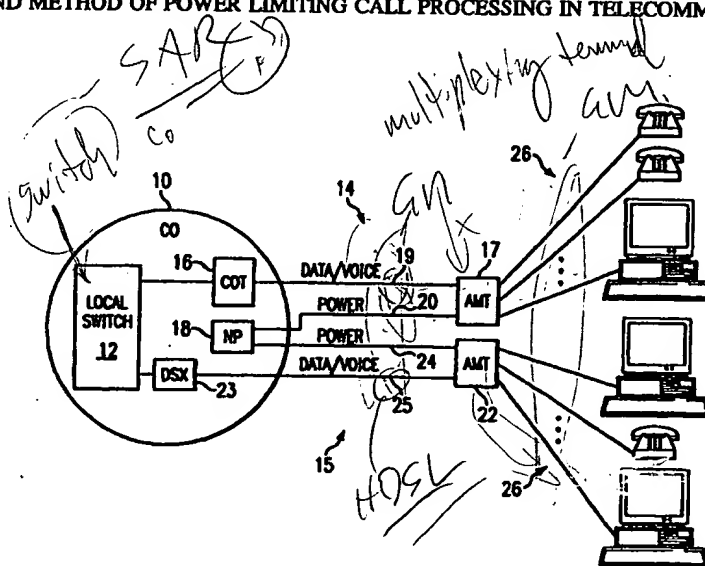 ND METHOD OF POWER LIMITING CALL PROCESSING IN TELECOMM
SAR
multiplexing terminal
switch
CO
26
10
14
CO
16
COT
DATA/VOICE
19
17
LOCAL
SWITCH
12
POWER
20
AMT
18
NP
POWER
24
DSX
DATA/VOICE
AMT
23
25
22
15
26
HDSL